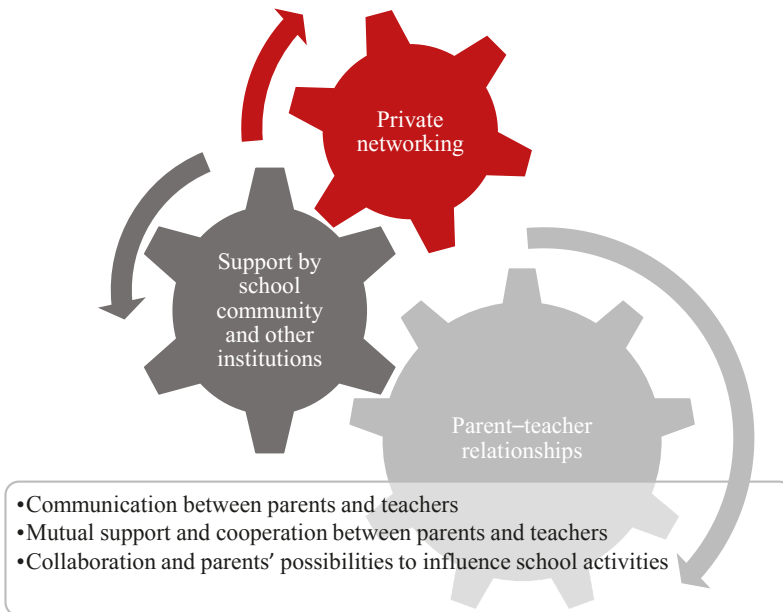 Private
networking
Support by
school
community
and other
institutions
Parent–teacher
relationships
•Communication between parents and teachers
•Mutual support and cooperation between parents and teachers
•Collaboration and parents’ possibilities to influence school activities